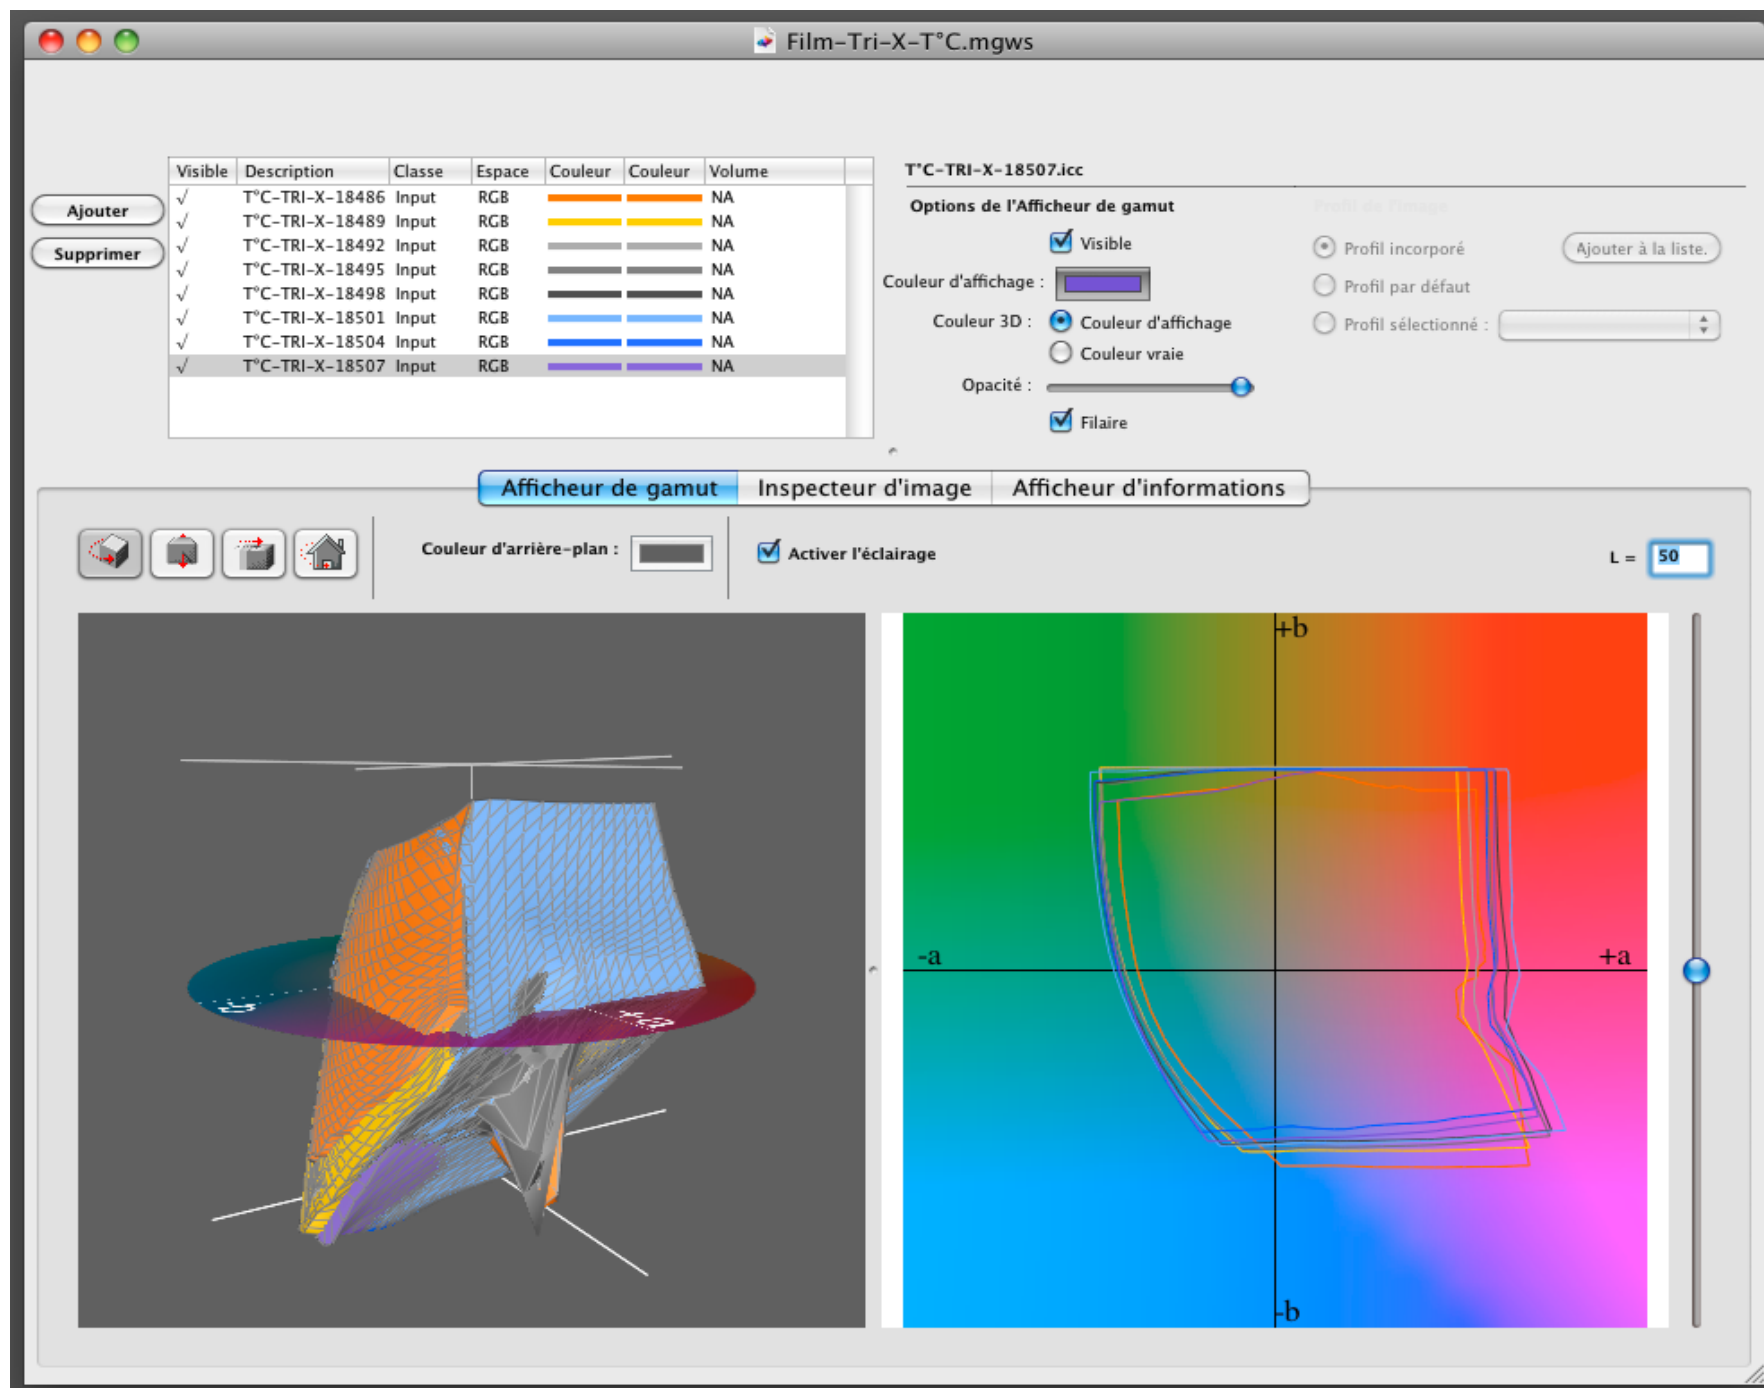 Film-Tri-X-T°C.mgws
Ajouter
Supprimer
Visible Description Classe Espace Couleur Couleur Volume
√ T°C-TRI-X-18486 Input RGB NA
√ T°C-TRI-X-18489 Input RGB NA
√ T°C-TRI-X-18492 Input RGB NA
√ T°C-TRI-X-18495 Input RGB NA
√ T°C-TRI-X-18498 Input RGB NA
√ T°C-TRI-X-18501 Input RGB NA
√ T°C-TRI-X-18504 Input RGB NA
√ T°C-TRI-X-18507 Input RGB NA
T°C-TRI-X-18507.icc
Options de l'Afficheur de gamut
Visible
Couleur d'affichage :
Couleur 3D : Couleur d'affichage
Couleur vraie
Opacité :
Filaire
Profil de l'image
Profil incorporé
Ajouter à la liste.
Profil par défaut
Profil sélectionné :
Afficheur de gamut Inspecteur d'image Afficheur d'informations
Couleur d'arrière-plan :
Activer l'éclairage
L = 50
+a
+b
-a
+a
-b